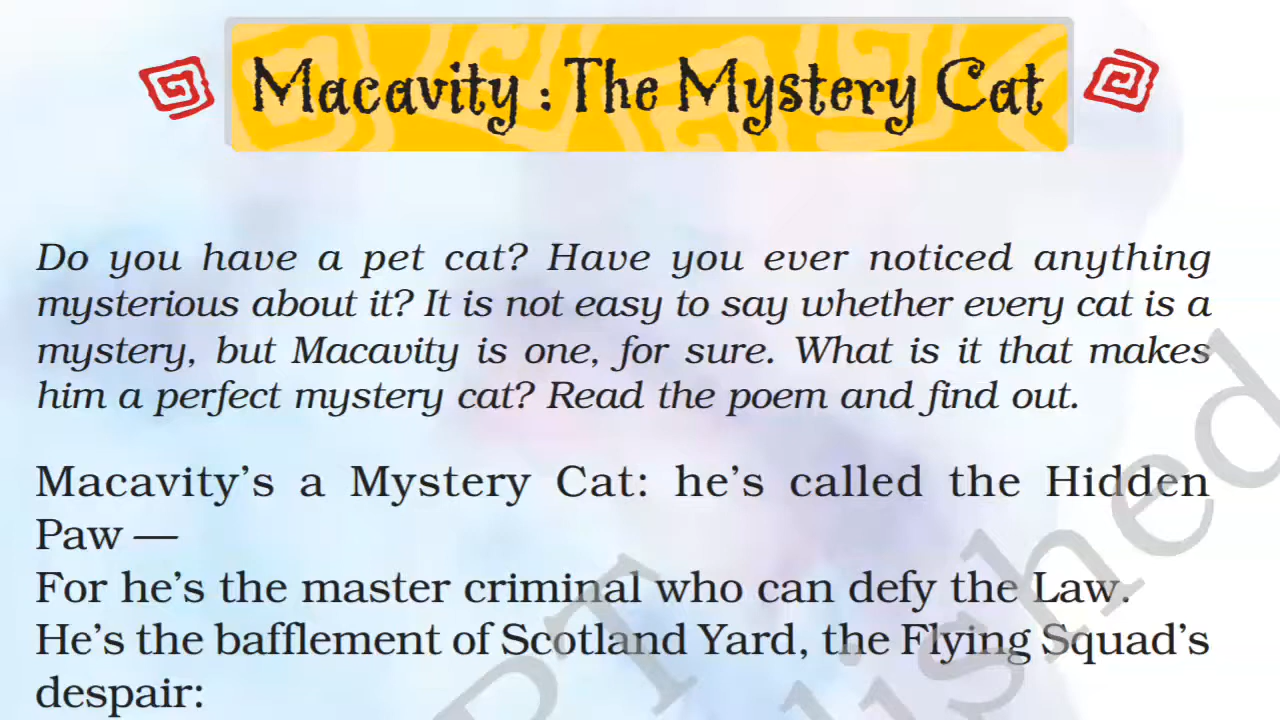 Macavity : The Mystery Cat
Do you have a pet cat? Have you ever noticed anything
mysterious about it? It is not easy to say whether every cat is a
mystery, but Macavity is one, for sure. What is it that makes
him a perfect mystery cat? Read the poem and find out.
Macavity’s a Mystery Cat: he’s called the Hidden
Paw —
For he’s the master criminal who can defy the Law.
He’s the bafflement of Scotland Yard, the Flying Squad’s
despair: